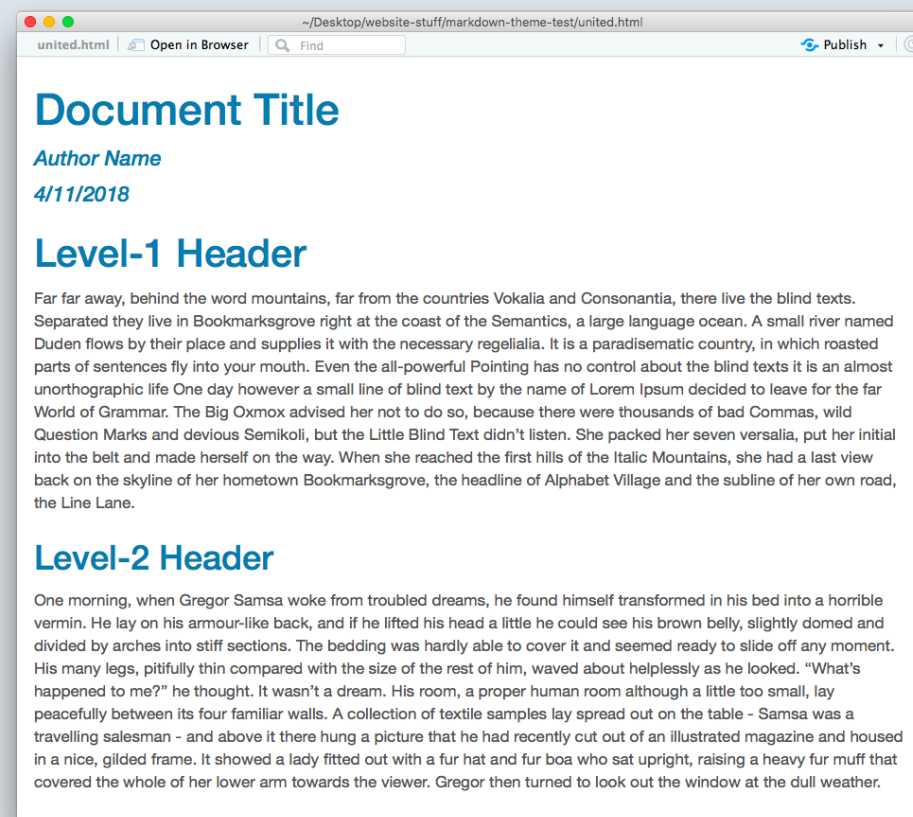 ~/Desktop/website-stuff/markdown-theme-test/united.html
united.html Open in Browser Find Publish
Document Title
Author Name
4/11/2018
Level-1 Header
Far far away, behind the word mountains, far from the countries Vokalia and Consonantia, there live the blind texts.
Separated they live in Bookmarksgrove right at the coast of the Semantics, a large language ocean. A small river named
Duden flows by their place and supplies it with the necessary regelialia. It is a paradisematic country, in which roasted
parts of sentences fly into your mouth. Even the all-powerful Pointing has no control about the blind texts it is an almost
unorthographic life One day however a small line of blind text by the name of Lorem Ipsum decided to leave for the far
World of Grammar. The Big Oxmox advised her not to do so, because there were thousands of bad Commas, wild
Question Marks and devious Semikoli, but the Little Blind Text didn’t listen. She packed her seven versalia, put her initial
into the belt and made herself on the way. When she reached the first hills of the Italic Mountains, she had a last view
back on the skyline of her hometown Bookmarksgrove, the headline of Alphabet Village and the subline of her own road,
the Line Lane.
Level-2 Header
One morning, when Gregor Samsa woke from troubled dreams, he found himself transformed in his bed into a horrible
vermin. He lay on his armour-like back, and if he lifted his head a little he could see his brown belly, slightly domed and
divided by arches into stiff sections. The bedding was hardly able to cover it and seemed ready to slide off any moment.
His many legs, pitifully thin compared with the size of the rest of him, waved about helplessly as he looked. “What’s
happened to me?” he thought. It wasn’t a dream. His room, a proper human room although a little too small, lay
peacefully between its four familiar walls. A collection of textile samples lay spread out on the table - Samsa was a
travelling salesman - and above it there hung a picture that he had recently cut out of an illustrated magazine and housed
in a nice, gilded frame. It showed a lady fitted out with a fur hat and fur boa who sat upright, raising a heavy fur muff that
covered the whole of her lower arm towards the viewer. Gregor then turned to look out the window at the dull weather.